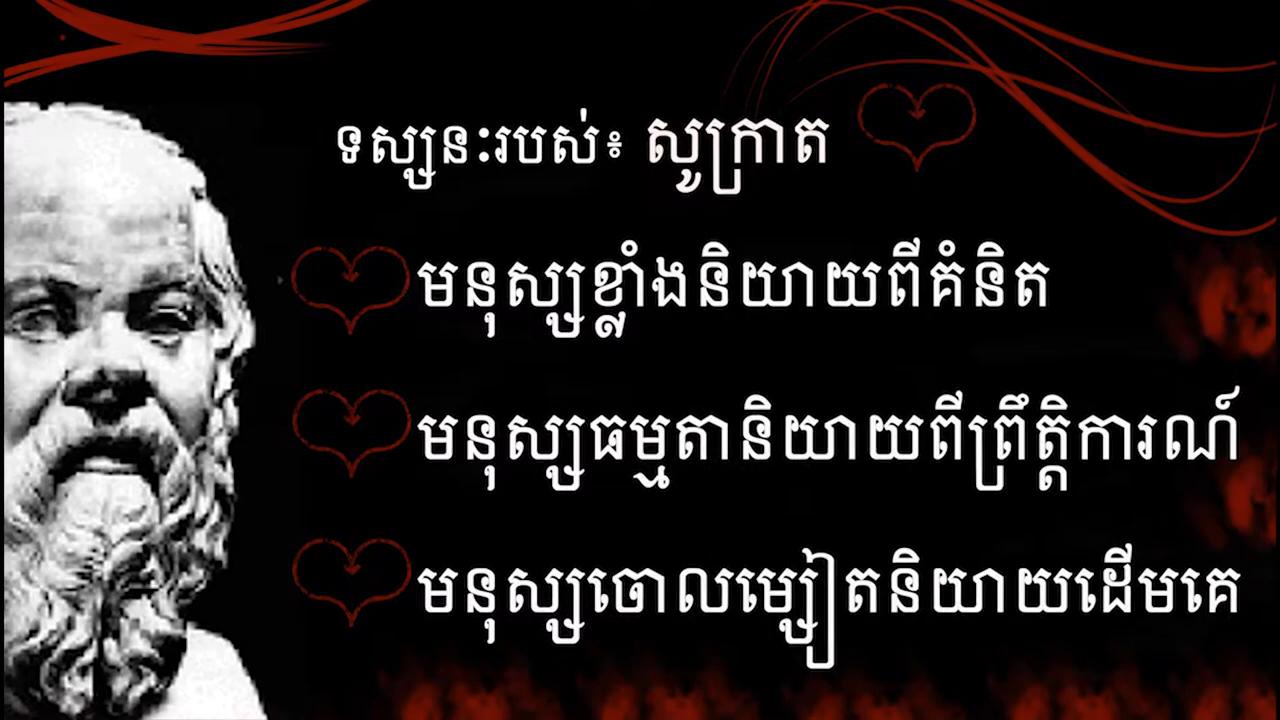 ទស្សនៈរបស់៖ សូក្រាត
មនុស្សខ្លាំងនិយាយពីគំនិត
មនុស្សធម្មតានិយាយពីព្រឹត្តិការណ៍
មនុស្សចោលម្សៀតនិយាយដើមគេ